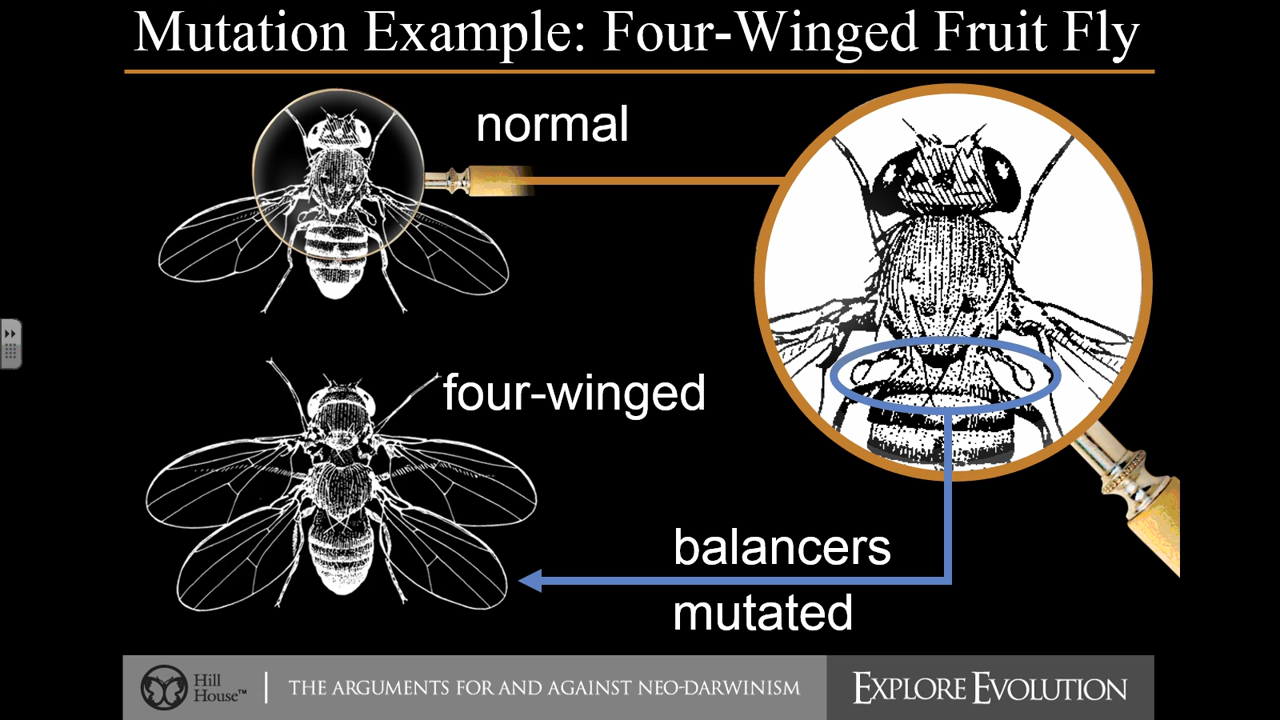 Mutation Example: Four-Winged Fruit Fly
normal
four-winged
balancers
mutated
Hill
House™
THE ARGUMENTS FOR AND AGAINST NEO-DARWINISM
EXPLORE EVOLUTION